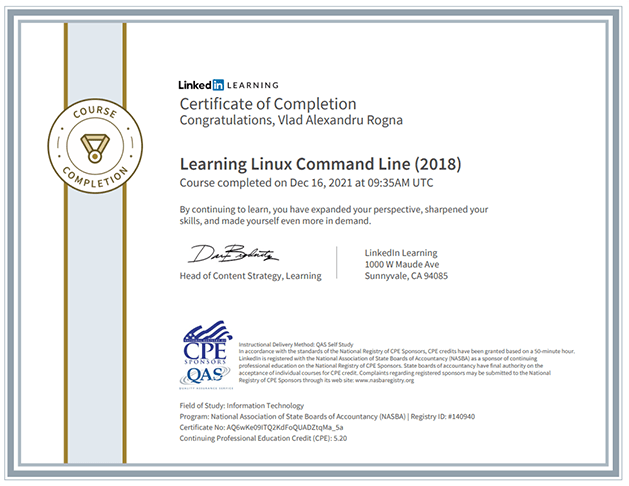 LinkedIn LEARNING
Certificate of Completion
Congratulations, Vlad Alexandru Rogna
COURSE
COMPLETION
Learning Linux Command Line (2018)
Course completed on Dec 16, 2021 at 09:35AM UTC
By continuing to learn, you have expanded your perspective, sharpened your
skills, and made yourself even more in demand.
Head of Content Strategy, Learning
LinkedIn Learning
1000 W Maude Ave
Sunnyvale, CA 94085
CPE
SPONSORS
QAS
QUALITY ASSURANCE SERVICE
Instructional Delivery Method: QAS Self Study
In accordance with the standards of the National Registry of CPE Sponsors, CPE credits have been granted based on a 50-minute hour.
LinkedIn is registered with the National Association of State Boards of Accountancy (NASBA) as a sponsor of continuing
professional education on the National Registry of CPE Sponsors. State boards of accountancy have final authority on the
acceptance of individual courses for CPE credit. Complaints regarding registered sponsors may be submitted to the National
Registry of CPE Sponsors through its web site: www.nasbaregistry.org
Field of Study: Information Technology
Program: National Association of State Boards of Accountancy (NASBA) | Registry ID: #140940
Certificate No: AQ6wKe09ITQ2KdFoQUADZtqMa_5a
Continuing Professional Education Credit (CPE): 5.20